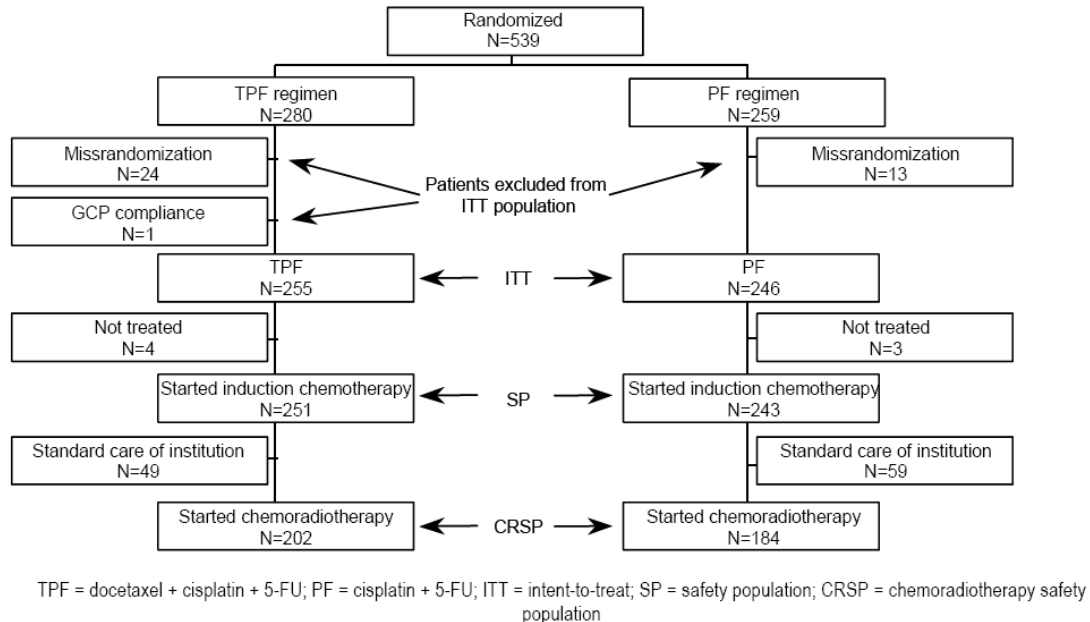 Randomized
N=539
TPF regimen
N=280
PF regimen
N=259
Missrandomization
N=24
Missrandomization
N=13
Patients excluded from
ITT population
GCP compliance
N=1
TPF
N=255
ITT
PF
N=246
Not treated
N=4
Not treated
N=3
Started induction chemotherapy
N=251
SP
Started induction chemotherapy
N=243
Standard care of institution
N=49
Standard care of institution
N=59
Started chemoradiotherapy
N=202
CRSP
Started chemoradiotherapy
N=184
TPF = docetaxel + cisplatin + 5-FU; PF = cisplatin + 5-FU; ITT = intent-to-treat; SP = safety population; CRSP = chemoradiotherapy safety
population